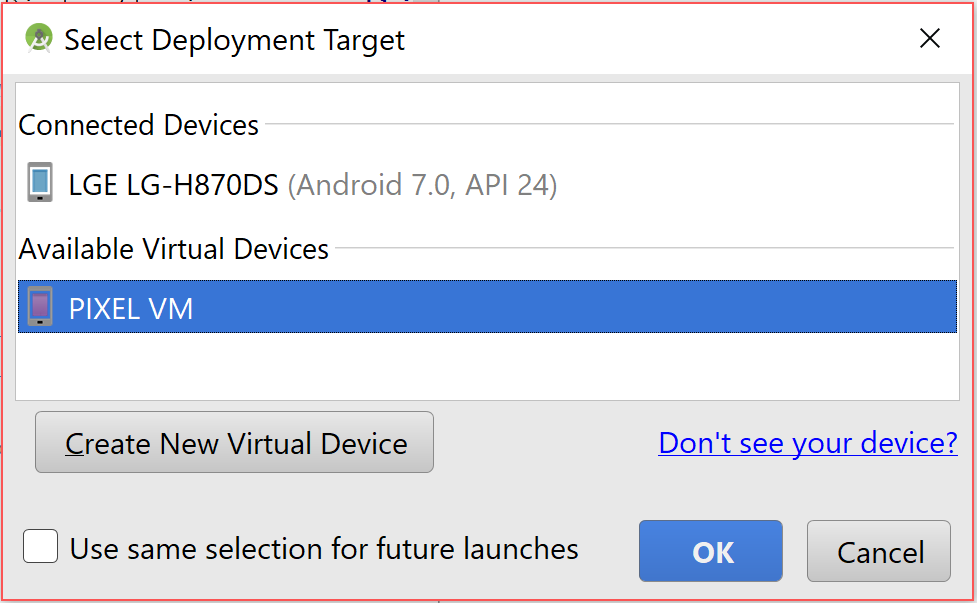 Select Deployment Target
Connected Devices
LGE LG-H870DS (Android 7.0, API 24)
Available Virtual Devices
PIXEL VM
Create New Virtual Device
Don't see your device?
Use same selection for future launches
OK
Cancel